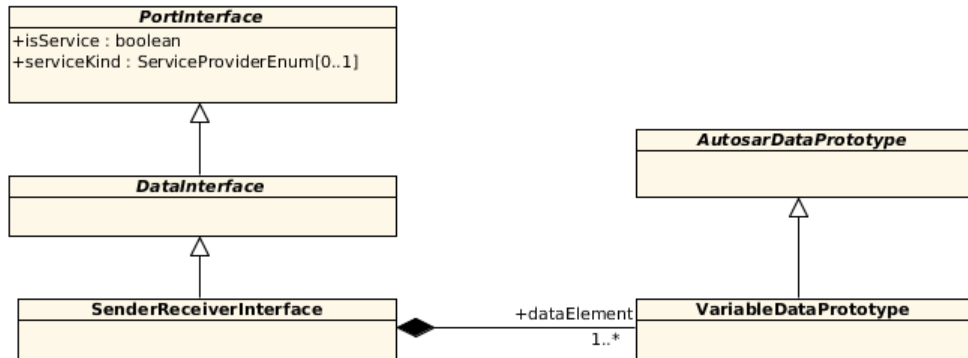 PortInterface
+isService : boolean
+serviceKind : ServiceProviderEnum[0..1]
AutosarDataPrototype
DataInterface
SenderReceiverInterface
+dataElement
1..*
VariableDataPrototype